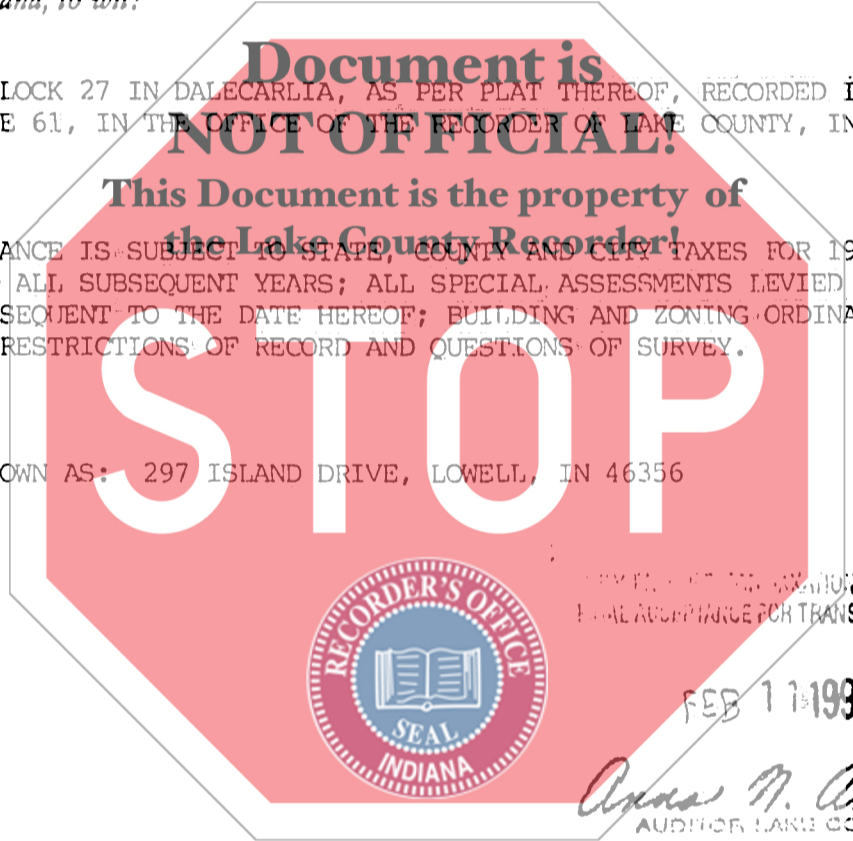 and, to wit:
Document is
LOCK 27 IN DALECARLIA, AS PER PLAT THEREOF, RECORDED
NOT OFFICIAL!
E 61, IN THE OFFICE OF THE RECORDER OF LAKE COUNTY, IN
This Document is the property of
the Lake County Recorder!
ANCE IS SUBJECT TO STATE, COUNTY AND CITY TAXES FOR 19
ALL SUBSEQUENT YEARS; ALL SPECIAL ASSESSMENTS LEVIED
SEQUENT TO THE DATE HEREOF; BUILDING AND ZONING ORDINA
RESTRICTIONS OF RECORD AND QUESTIONS OF SURVEY.
STOP
OWN AS: 297 ISLAND DRIVE, LOWELL, IN 46356
RECORDER'S OFFICE
SEAL
INDIANA
ACCEPTANCE FOR TRANS
FEB 11 199
Anna N.
AUDITOR LAKE CO